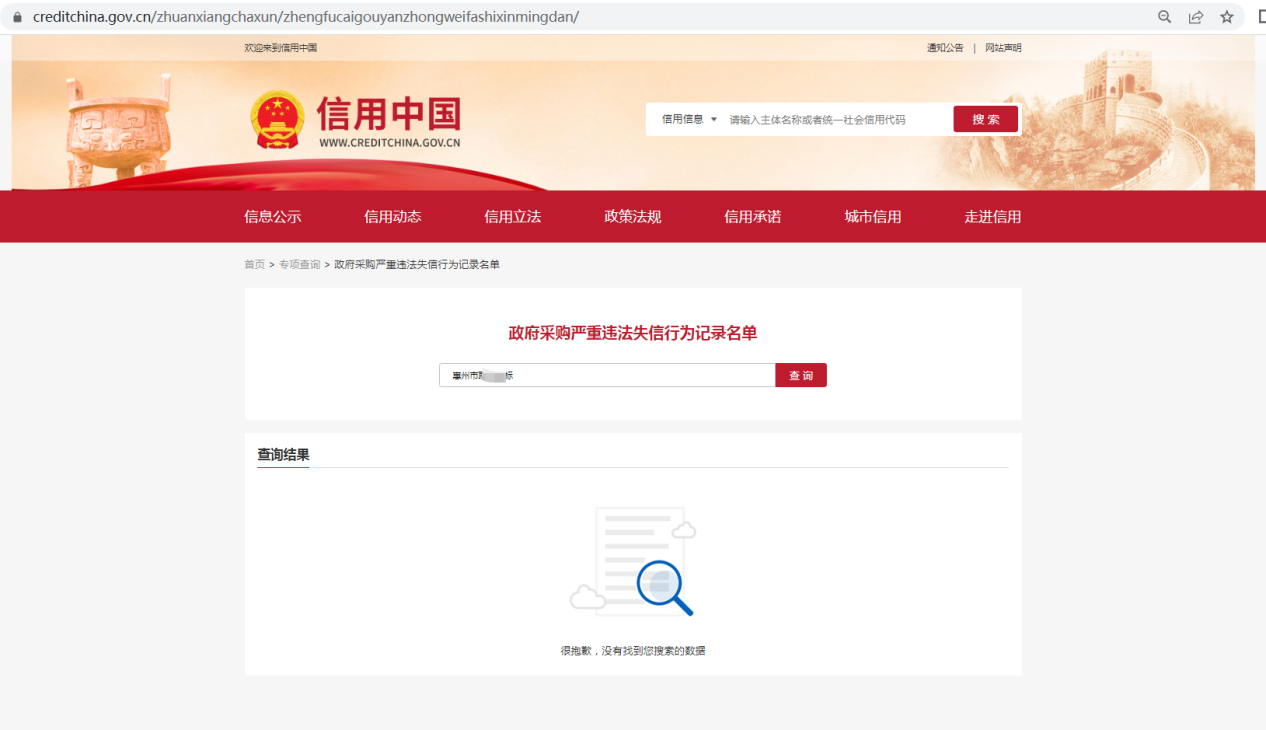 creditchina.gov.cn/zhuanxiangchaxun/zhengfucaigouyanzhongweifashixinmingdan/
欢迎来到信用中国
通知公告 | 网站声明
信用中国
WWW.CREDITCHINA.GOV.CN
信用信息 请输入主体名称或者统一社会信用代码 搜索
信息公示 信用动态 信用立法 政策法规 信用承诺 城市信用 走进信用
首页 > 专项查询 > 政府采购严重违法失信行为记录名单
政府采购严重违法失信行为记录名单
惠州市 标 查询
查询结果
很抱歉，没有找到您搜索的数据